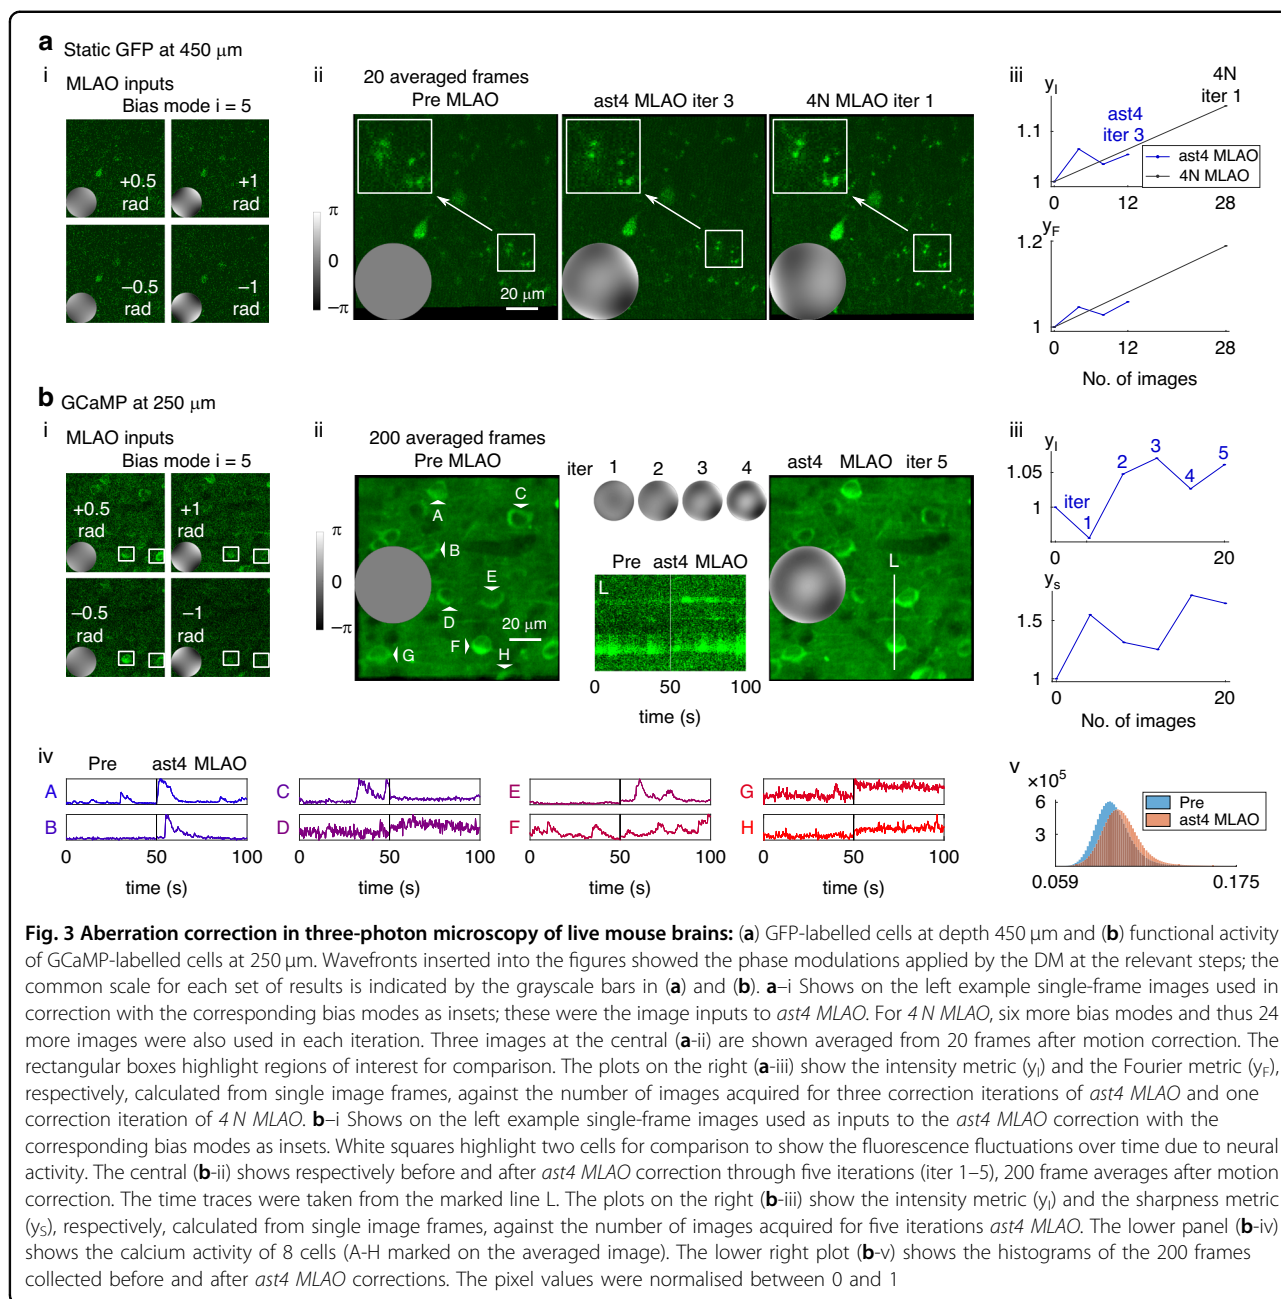 a Static GFP at 450 μm
i
MLAO inputs
Bias mode i = 5
+0.5
rad
+1
rad
−0.5
rad
−1
rad
ii
20 averaged frames
Pre MLAO
ast4 MLAO iter 3
4N MLAO iter 1
π
0
−π
20 μm
iii
yI
4N
iter 1
ast4
iter 3
1.1
1
ast4 MLAO
4N MLAO
0
12
28
yF
1.2
1
0
12
28
No. of images
b GCaMP at 250 μm
i
MLAO inputs
Bias mode i = 5
+0.5
rad
+1
rad
−0.5
rad
−1
rad
ii
200 averaged frames
Pre MLAO
π
0
−π
A
B
C
D
E
F
G
H
20 μm
iter 1 2 3 4
Pre ast4 MLAO
L
0 50 100
time (s)
ast4 MLAO iter 5
L
iii
yI
1.05
1
iter
1
2
3
4
5
20
ys
1.5
1
0
20
No. of images
iv
Pre ast4 MLAO
A
B
0 50 100
time (s)
C
D
0 50 100
time (s)
E
F
0 50 100
time (s)
G
H
0 50 100
time (s)
v
×10⁵
6
3
Pre
ast4 MLAO
0.059
0.175
Fig. 3 Aberration correction in three-photon microscopy of live mouse brains: (a) GFP-labelled cells at depth 450 μm and (b) functional activity
of GCaMP-labelled cells at 250 μm. Wavefronts inserted into the figures showed the phase modulations applied by the DM at the relevant steps; the
common scale for each set of results is indicated by the grayscale bars in (a) and (b). a–i Shows on the left example single-frame images used in
correction with the corresponding bias modes as insets; these were the image inputs to ast4 MLAO. For 4 N MLAO, six more bias modes and thus 24
more images were also used in each iteration. Three images at the central (a-ii) are shown averaged from 20 frames after motion correction. The
rectangular boxes highlight regions of interest for comparison. The plots on the right (a-iii) show the intensity metric (yI) and the Fourier metric (yF),
respectively, calculated from single image frames, against the number of images acquired for three correction iterations of ast4 MLAO and one
correction iteration of 4 N MLAO. b–i Shows on the left example single-frame images used as inputs to the ast4 MLAO correction with the
corresponding bias modes as insets. White squares highlight two cells for comparison to show the fluorescence fluctuations over time due to neural
activity. The central (b-ii) shows respectively before and after ast4 MLAO correction through five iterations (iter 1–5), 200 frame averages after motion
correction. The time traces were taken from the marked line L. The plots on the right (b-iii) show the intensity metric (yI) and the sharpness metric
(yS), respectively, calculated from single image frames, against the number of images acquired for five iterations ast4 MLAO. The lower panel (b-iv)
shows the calcium activity of 8 cells (A-H marked on the averaged image). The lower right plot (b-v) shows the histograms of the 200 frames
collected before and after ast4 MLAO corrections. The pixel values were normalised between 0 and 1